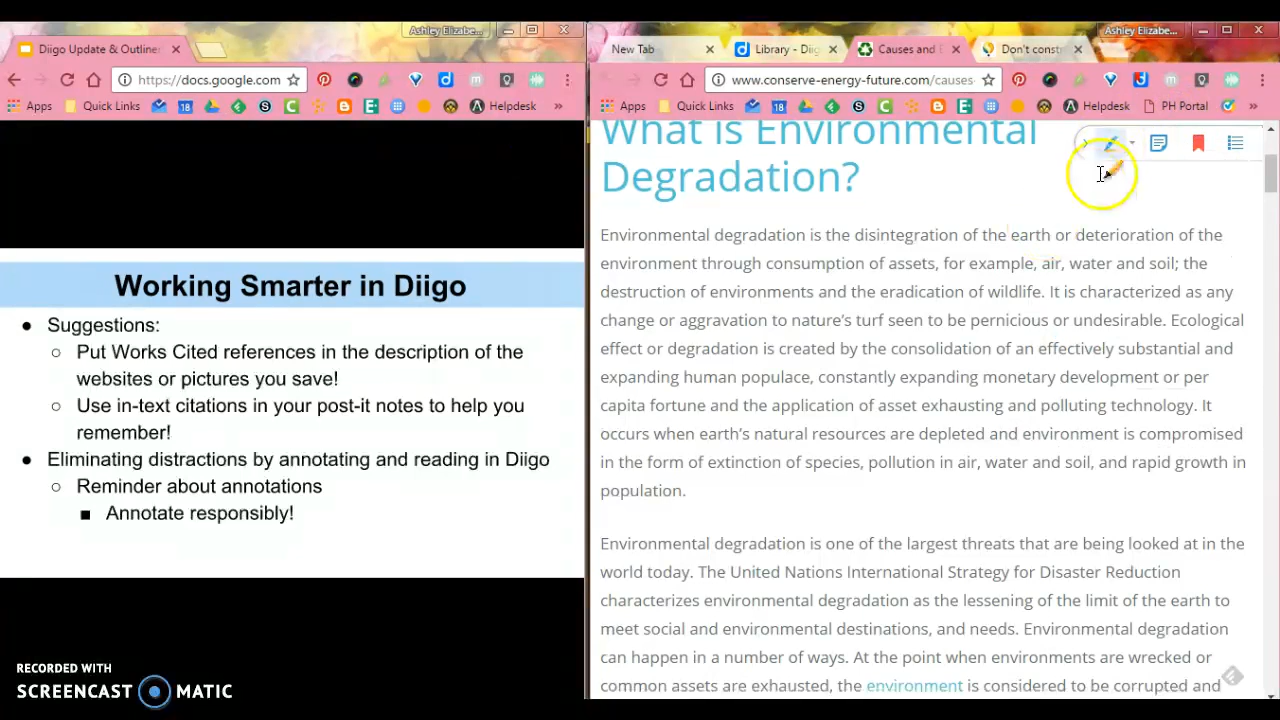 Ashley Elizabe...
Diigo Update & Outline
https://docs.google.com
Apps
Quick Links
18
Helpdesk
»
Working Smarter in Diigo
● Suggestions:
○ Put Works Cited references in the description of the
websites or pictures you save!
○ Use in-text citations in your post-it notes to help you
remember!
● Eliminating distractions by annotating and reading in Diigo
○ Reminder about annotations
■ Annotate responsibly!
RECORDED WITH
SCREENCAST MATIC
Ashley Elizabe...
New Tab
Library - Diig
Causes and E
Don't const
www.conserve-energy-future.com/causes-
Apps
Quick Links
18
Helpdesk
PH Portal
»
What is Environmental
Degradation?
Environmental degradation is the disintegration of the earth or deterioration of the
environment through consumption of assets, for example, air, water and soil; the
destruction of environments and the eradication of wildlife. It is characterized as any
change or aggravation to nature's turf seen to be pernicious or undesirable. Ecological
effect or degradation is created by the consolidation of an effectively substantial and
expanding human populace, constantly expanding monetary development or per
capita fortune and the application of asset exhausting and polluting technology. It
occurs when earth's natural resources are depleted and environment is compromised
in the form of extinction of species, pollution in air, water and soil, and rapid growth in
population.
Environmental degradation is one of the largest threats that are being looked at in the
world today. The United Nations International Strategy for Disaster Reduction
characterizes environmental degradation as the lessening of the limit of the earth to
meet social and environmental destinations, and needs. Environmental degradation
can happen in a number of ways. At the point when environments are wrecked or
common assets are exhausted, the environment is considered to be corrupted and